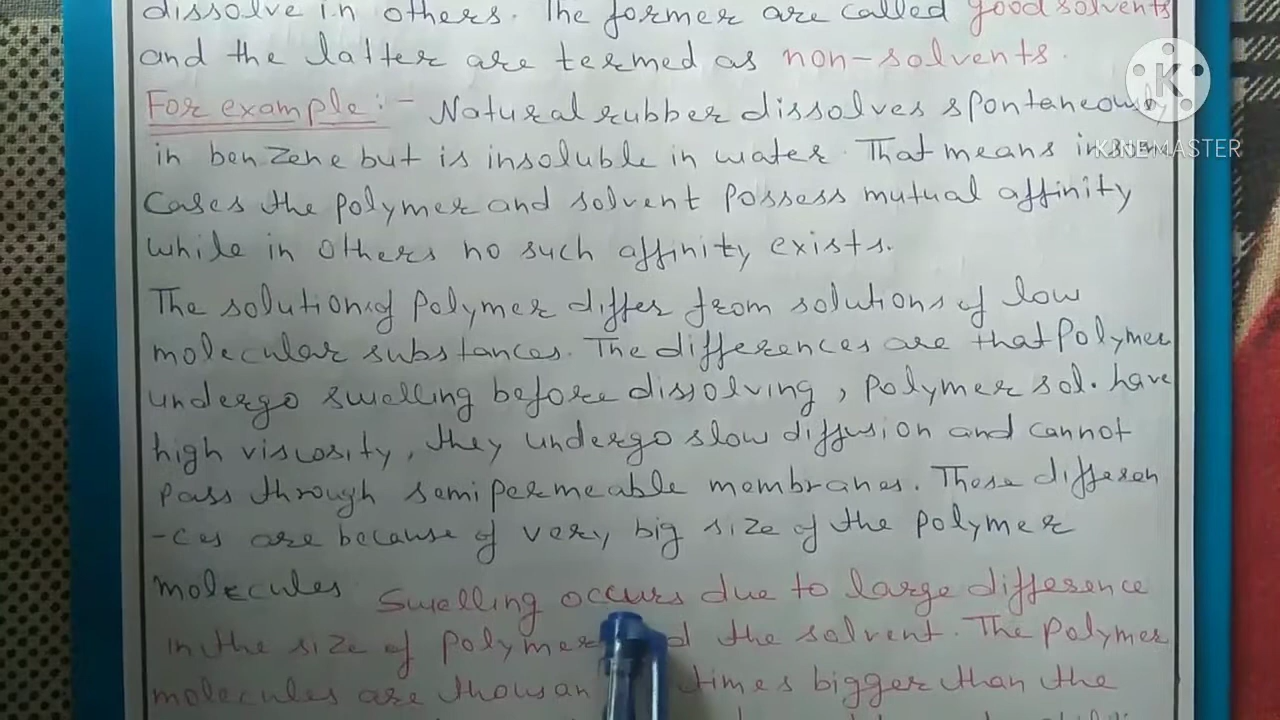 dissolve in others. The former are called good solvents
and the latter are termed as non-solvents.
For example:- Natural rubber dissolves spontaneously
in benzene but is insoluble in water. That means in some
cases the polymer and solvent possess mutual affinity
while in others no such affinity exists.
The solutions of polymer differ from solutions of low
molecular substances. The differences are that polymer
undergo swelling before dissolving, polymer sol. have
high viscosity, they undergo slow diffusion and cannot
pass through semipermeable membranes. These differen
-ces are because of very big size of the polymer
molecules. Swelling occurs due to large difference
in the size of polymer the solvent. The polymer
molecules are times bigger than the
K
KINEMASTER